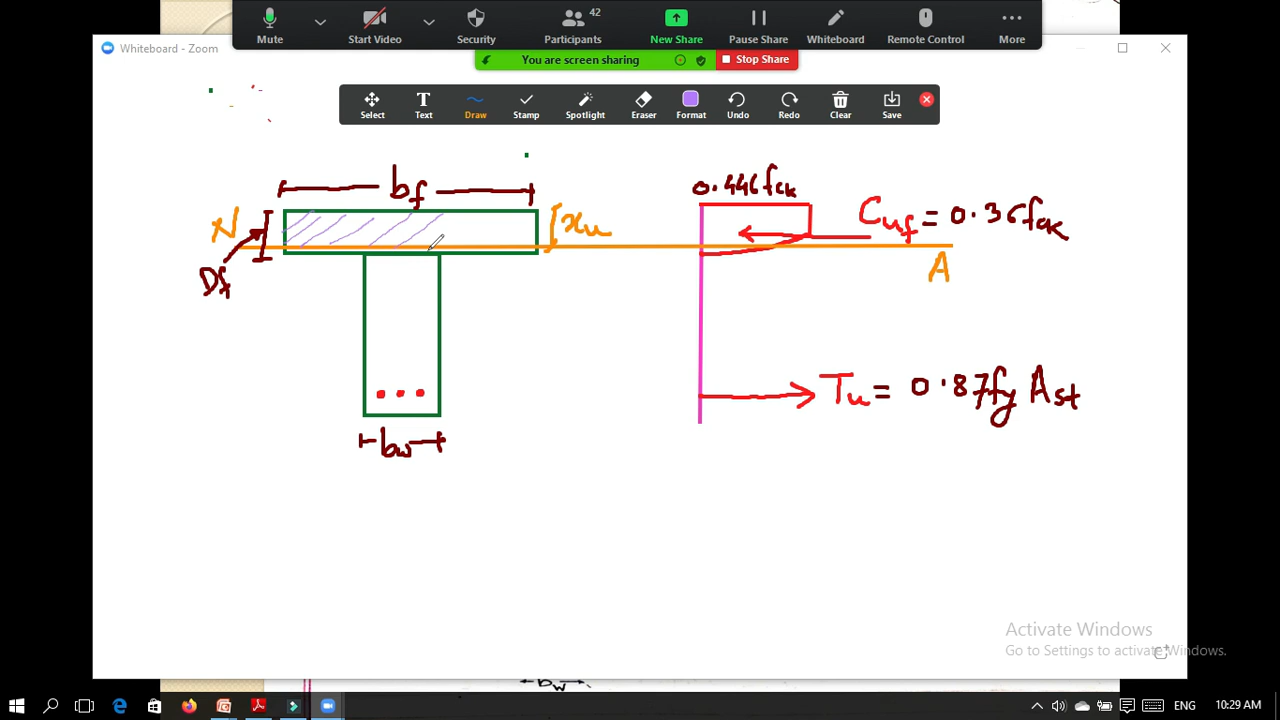 42
Mute
Start Video
Security
Participants
New Share
Pause Share
Whiteboard
Remote Control
More
Whiteboard - Zoom
You are screen sharing
Stop Share
Select
Text
Draw
Stamp
Spotlight
Eraser
Format
Undo
Redo
Clear
Save
bf
0.446fck
N
xu
Cuf = 0.36fck
Df
A
Tu = 0.87fy Ast
bw
Activate Windows
Go to Settings to activate Windows.
bw
ENG
10:29 AM